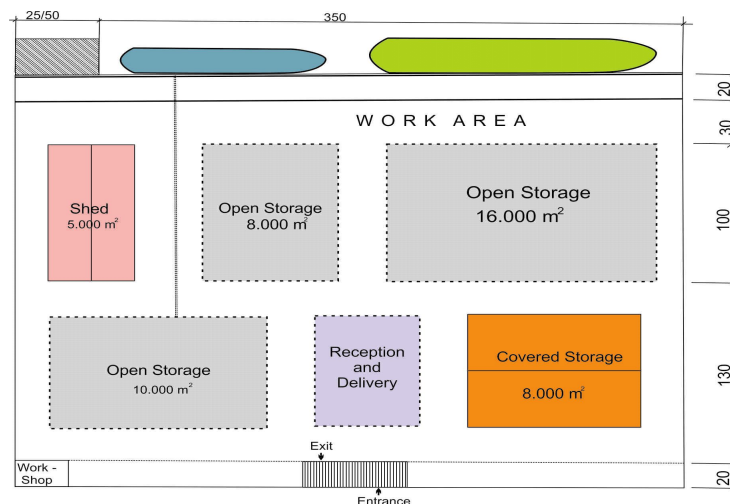 25/50
350
20
WORK AREA
30
Shed
5.000 m²
Open Storage
8.000 m²
Open Storage
16.000 m²
100
Open Storage
10.000 m²
Reception
and
Delivery
Covered Storage
8.000 m²
130
Exit
Work -
Shop
20
Entrance